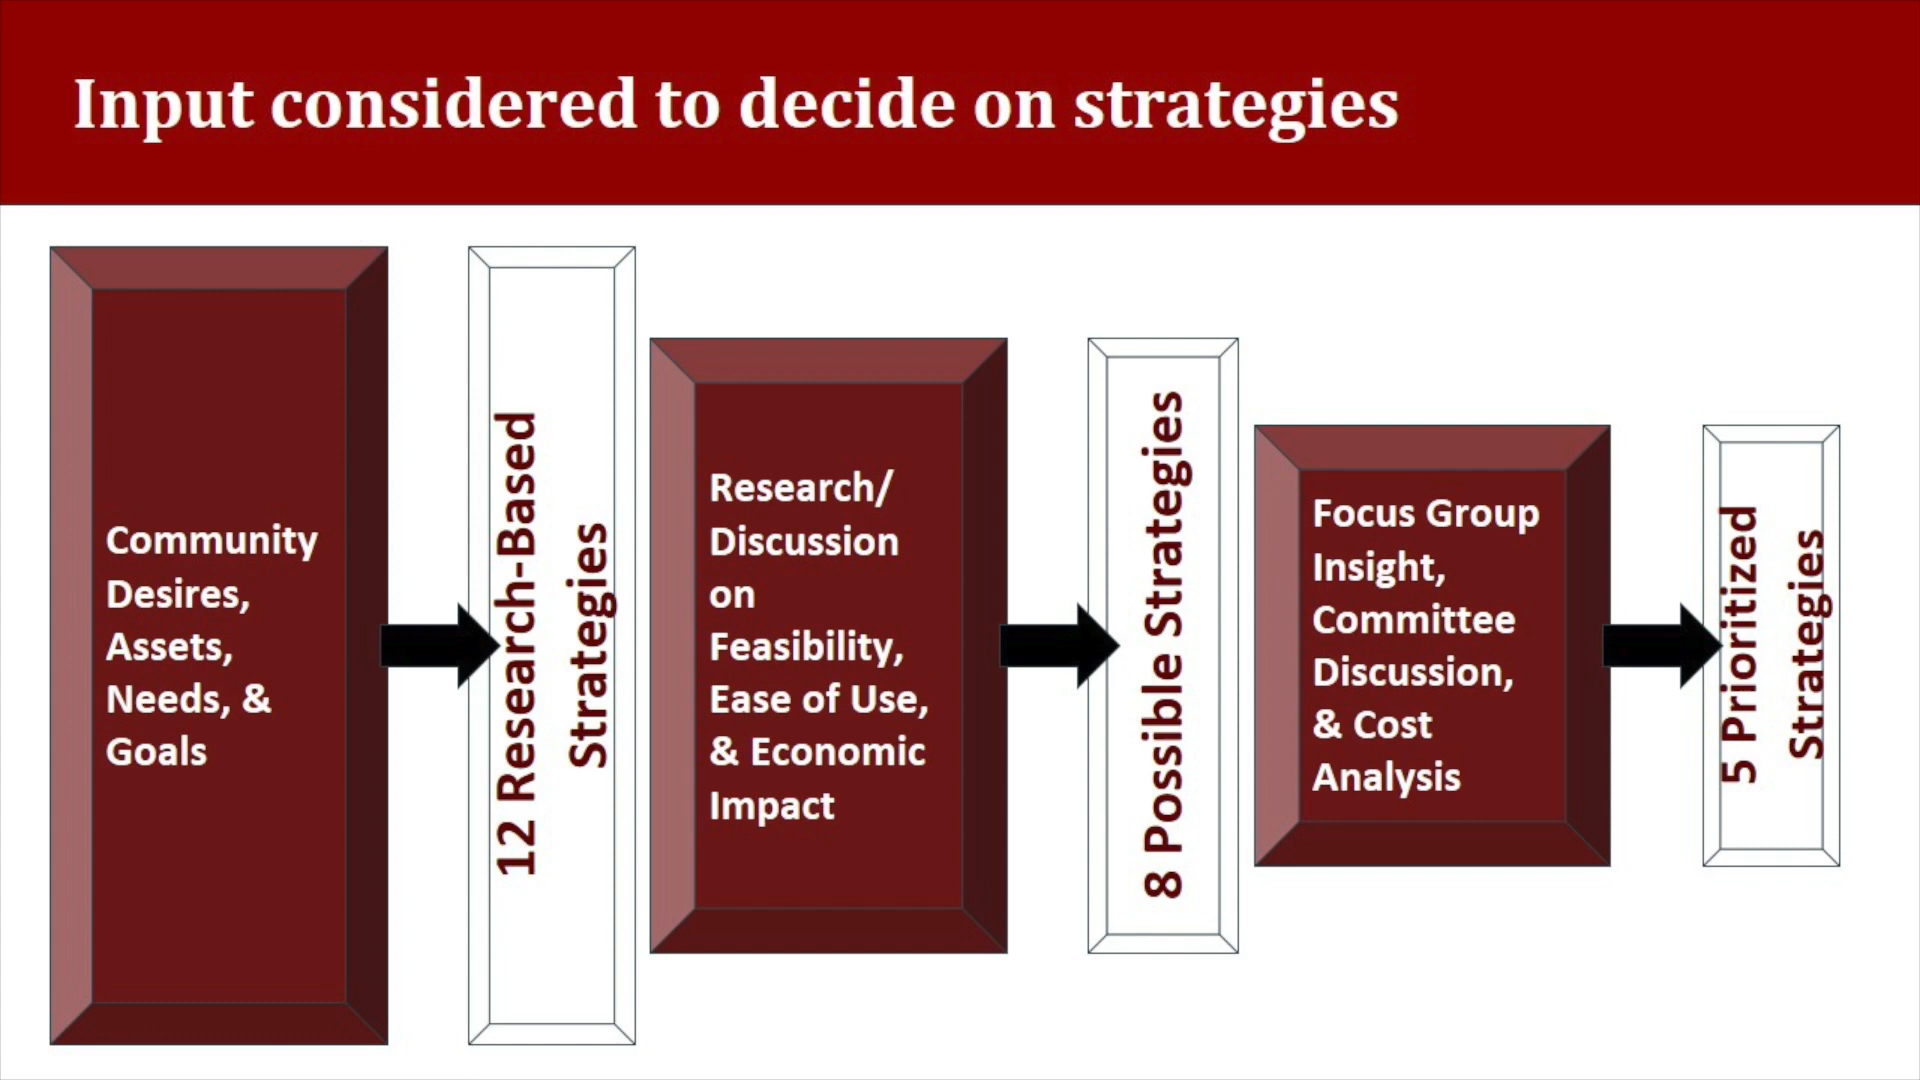 Input considered to decide on strategies
Community
Desires,
Assets,
Needs, &
Goals
12 Research-Based
Strategies
Research/
Discussion
on
Feasibility,
Ease of Use,
& Economic
Impact
8 Possible Strategies
Focus Group
Insight,
Committee
Discussion,
& Cost
Analysis
5 Prioritized
Strategies